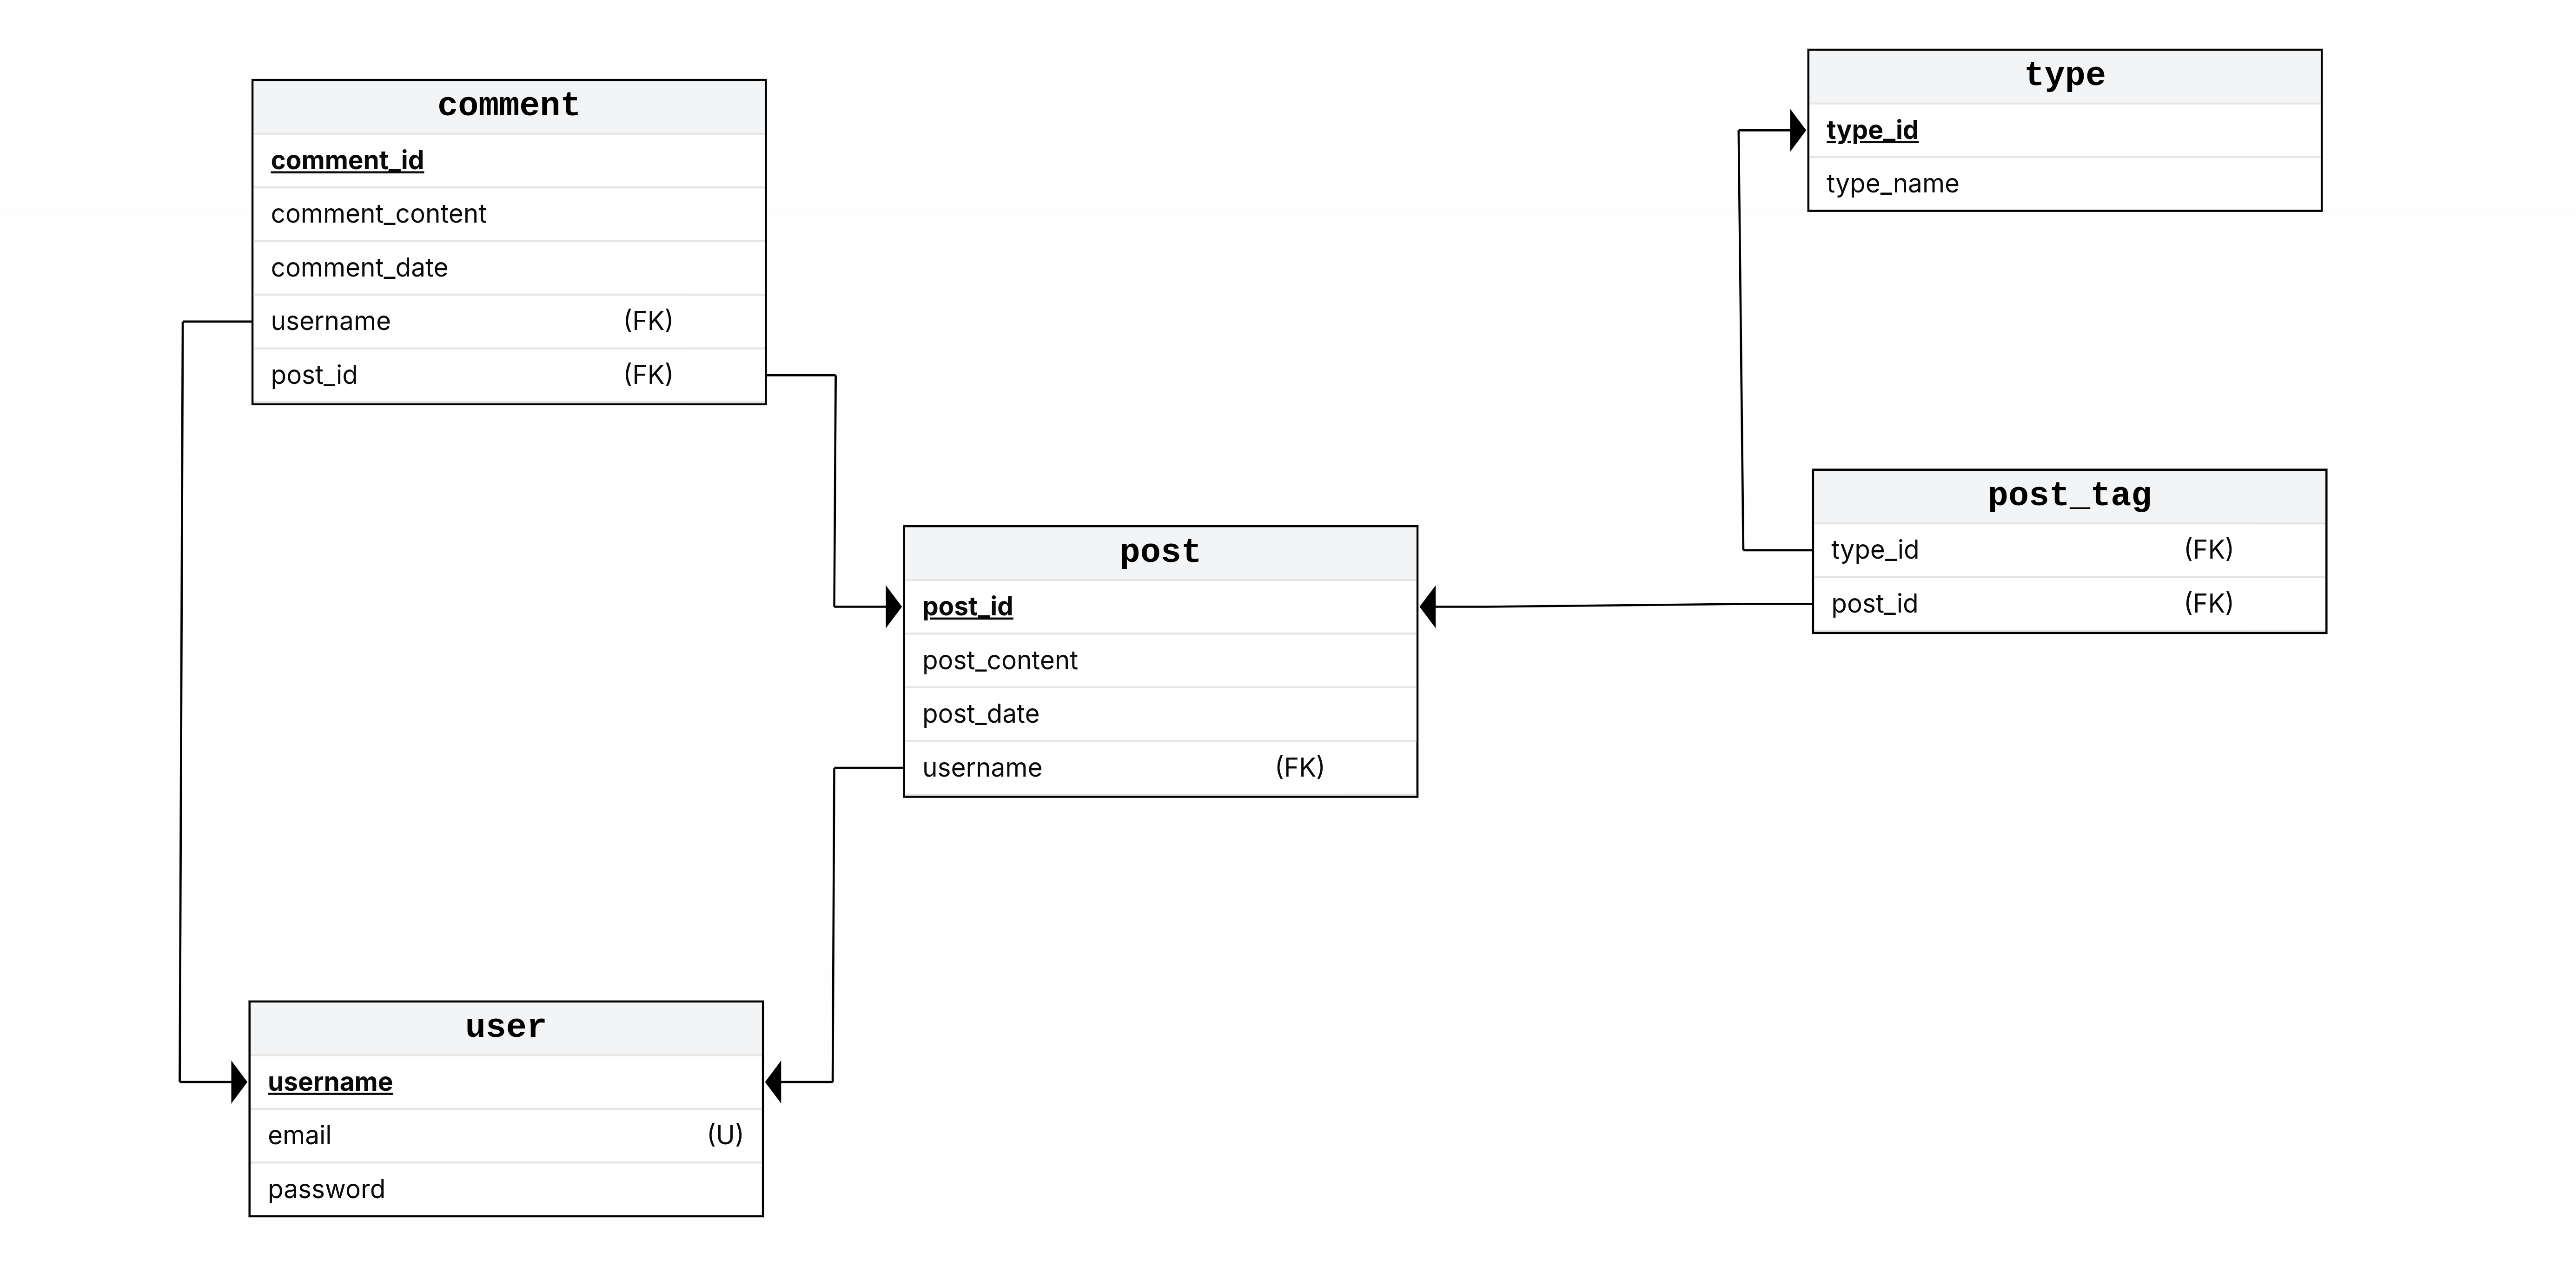 comment
comment_id
comment_content
comment_date
username (FK)
post_id (FK)
type
type_id
type_name
post_tag
type_id (FK)
post_id (FK)
post
post_id
post_content
post_date
username (FK)
user
username
email (U)
password